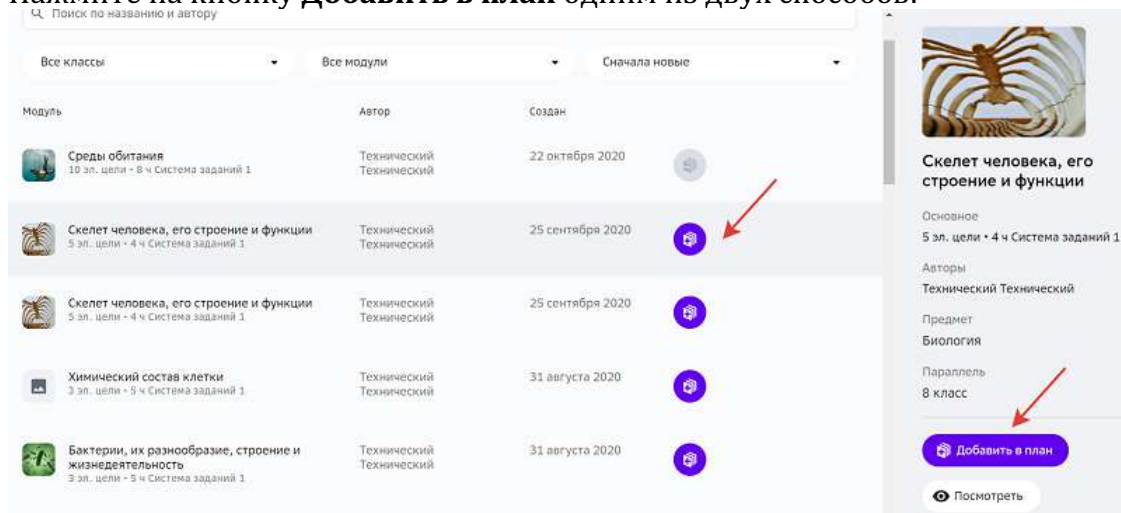 Нажмите на кнопку Добавить в план одним из двух способов:
Поиск по названию и автору
Все классы
Все модули
Сначала новые
Модуль
Автор
Создан
Среды обитания
10 эл. цели • 8 ч Система заданий 1
Технический
Технический
22 октября 2020
Скелет человека, его строение и функции
5 эл. цели • 4 ч Система заданий 1
Технический
Технический
25 сентября 2020
Скелет человека, его строение и функции
5 эл. цели • 4 ч Система заданий 1
Технический
Технический
25 сентября 2020
Химический состав клетки
3 эл. цели • 5 ч Система заданий 1
Технический
Технический
31 августа 2020
Бактерии, их разнообразие, строение и
жизнедеятельность
3 эл. цели • 5 ч Система заданий 1
Технический
Технический
31 августа 2020
Скелет человека, его
строение и функции
Основное
5 эл. цели • 4 ч Система заданий 1
Авторы
Технический Технический
Предмет
Биология
Параллель
8 класс
Добавить в план
Посмотреть